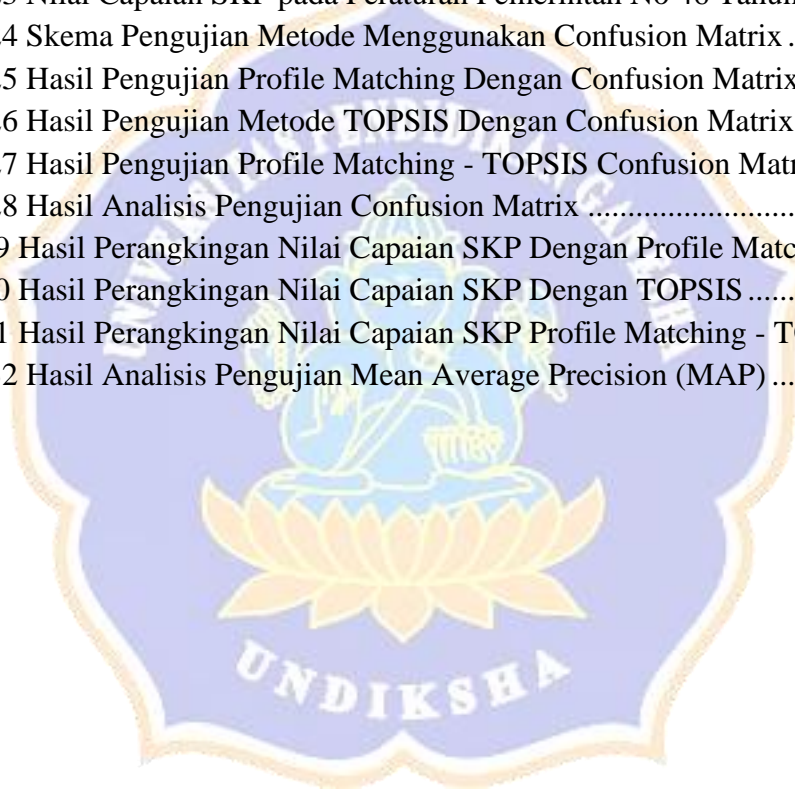 3 Nilai Capaian SKP pada Peraturan Pemerintah No 46 Tahun
4 Skema Pengujian Metode Menggunakan Confusion Matrix .
5 Hasil Pengujian Profile Matching Dengan Confusion Matrix
6 Hasil Pengujian Metode TOPSIS Dengan Confusion Matrix
7 Hasil Pengujian Profile Matching - TOPSIS Confusion Matr
8 Hasil Analisis Pengujian Confusion Matrix ...........................
9 Hasil Perangkingan Nilai Capaian SKP Dengan Profile Matc
0 Hasil Perangkingan Nilai Capaian SKP Dengan TOPSIS ......
1 Hasil Perangkingan Nilai Capaian SKP Profile Matching - T
2 Hasil Analisis Pengujian Mean Average Precision (MAP) ...
UNIVERSITAS PENDIDIKAN GANESHA
UNDIKSHA